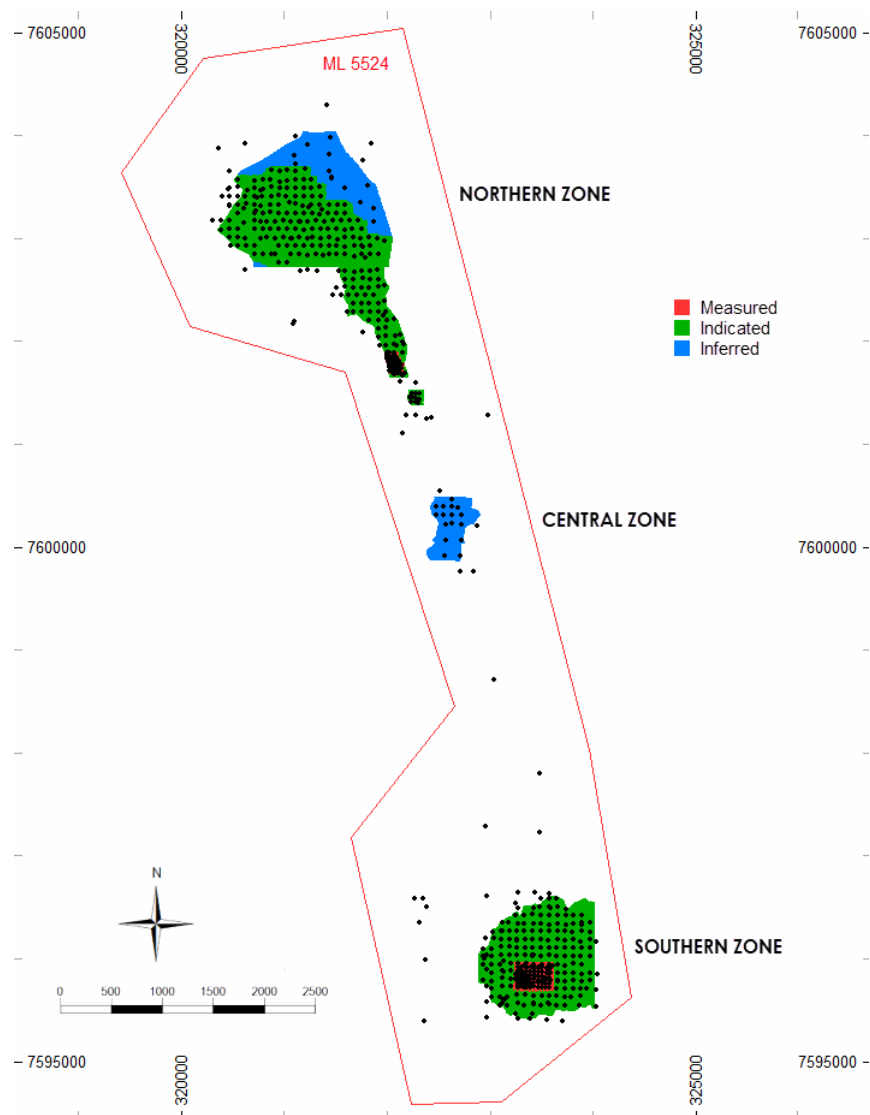 7605000
320000
325000
7605000
ML 5524
NORTHERN ZONE
Measured
Indicated
Inferred
7600000
CENTRAL ZONE
7600000
N
SOUTHERN ZONE
0 500 1000 1500 2000 2500
7595000
320000
325000
7595000